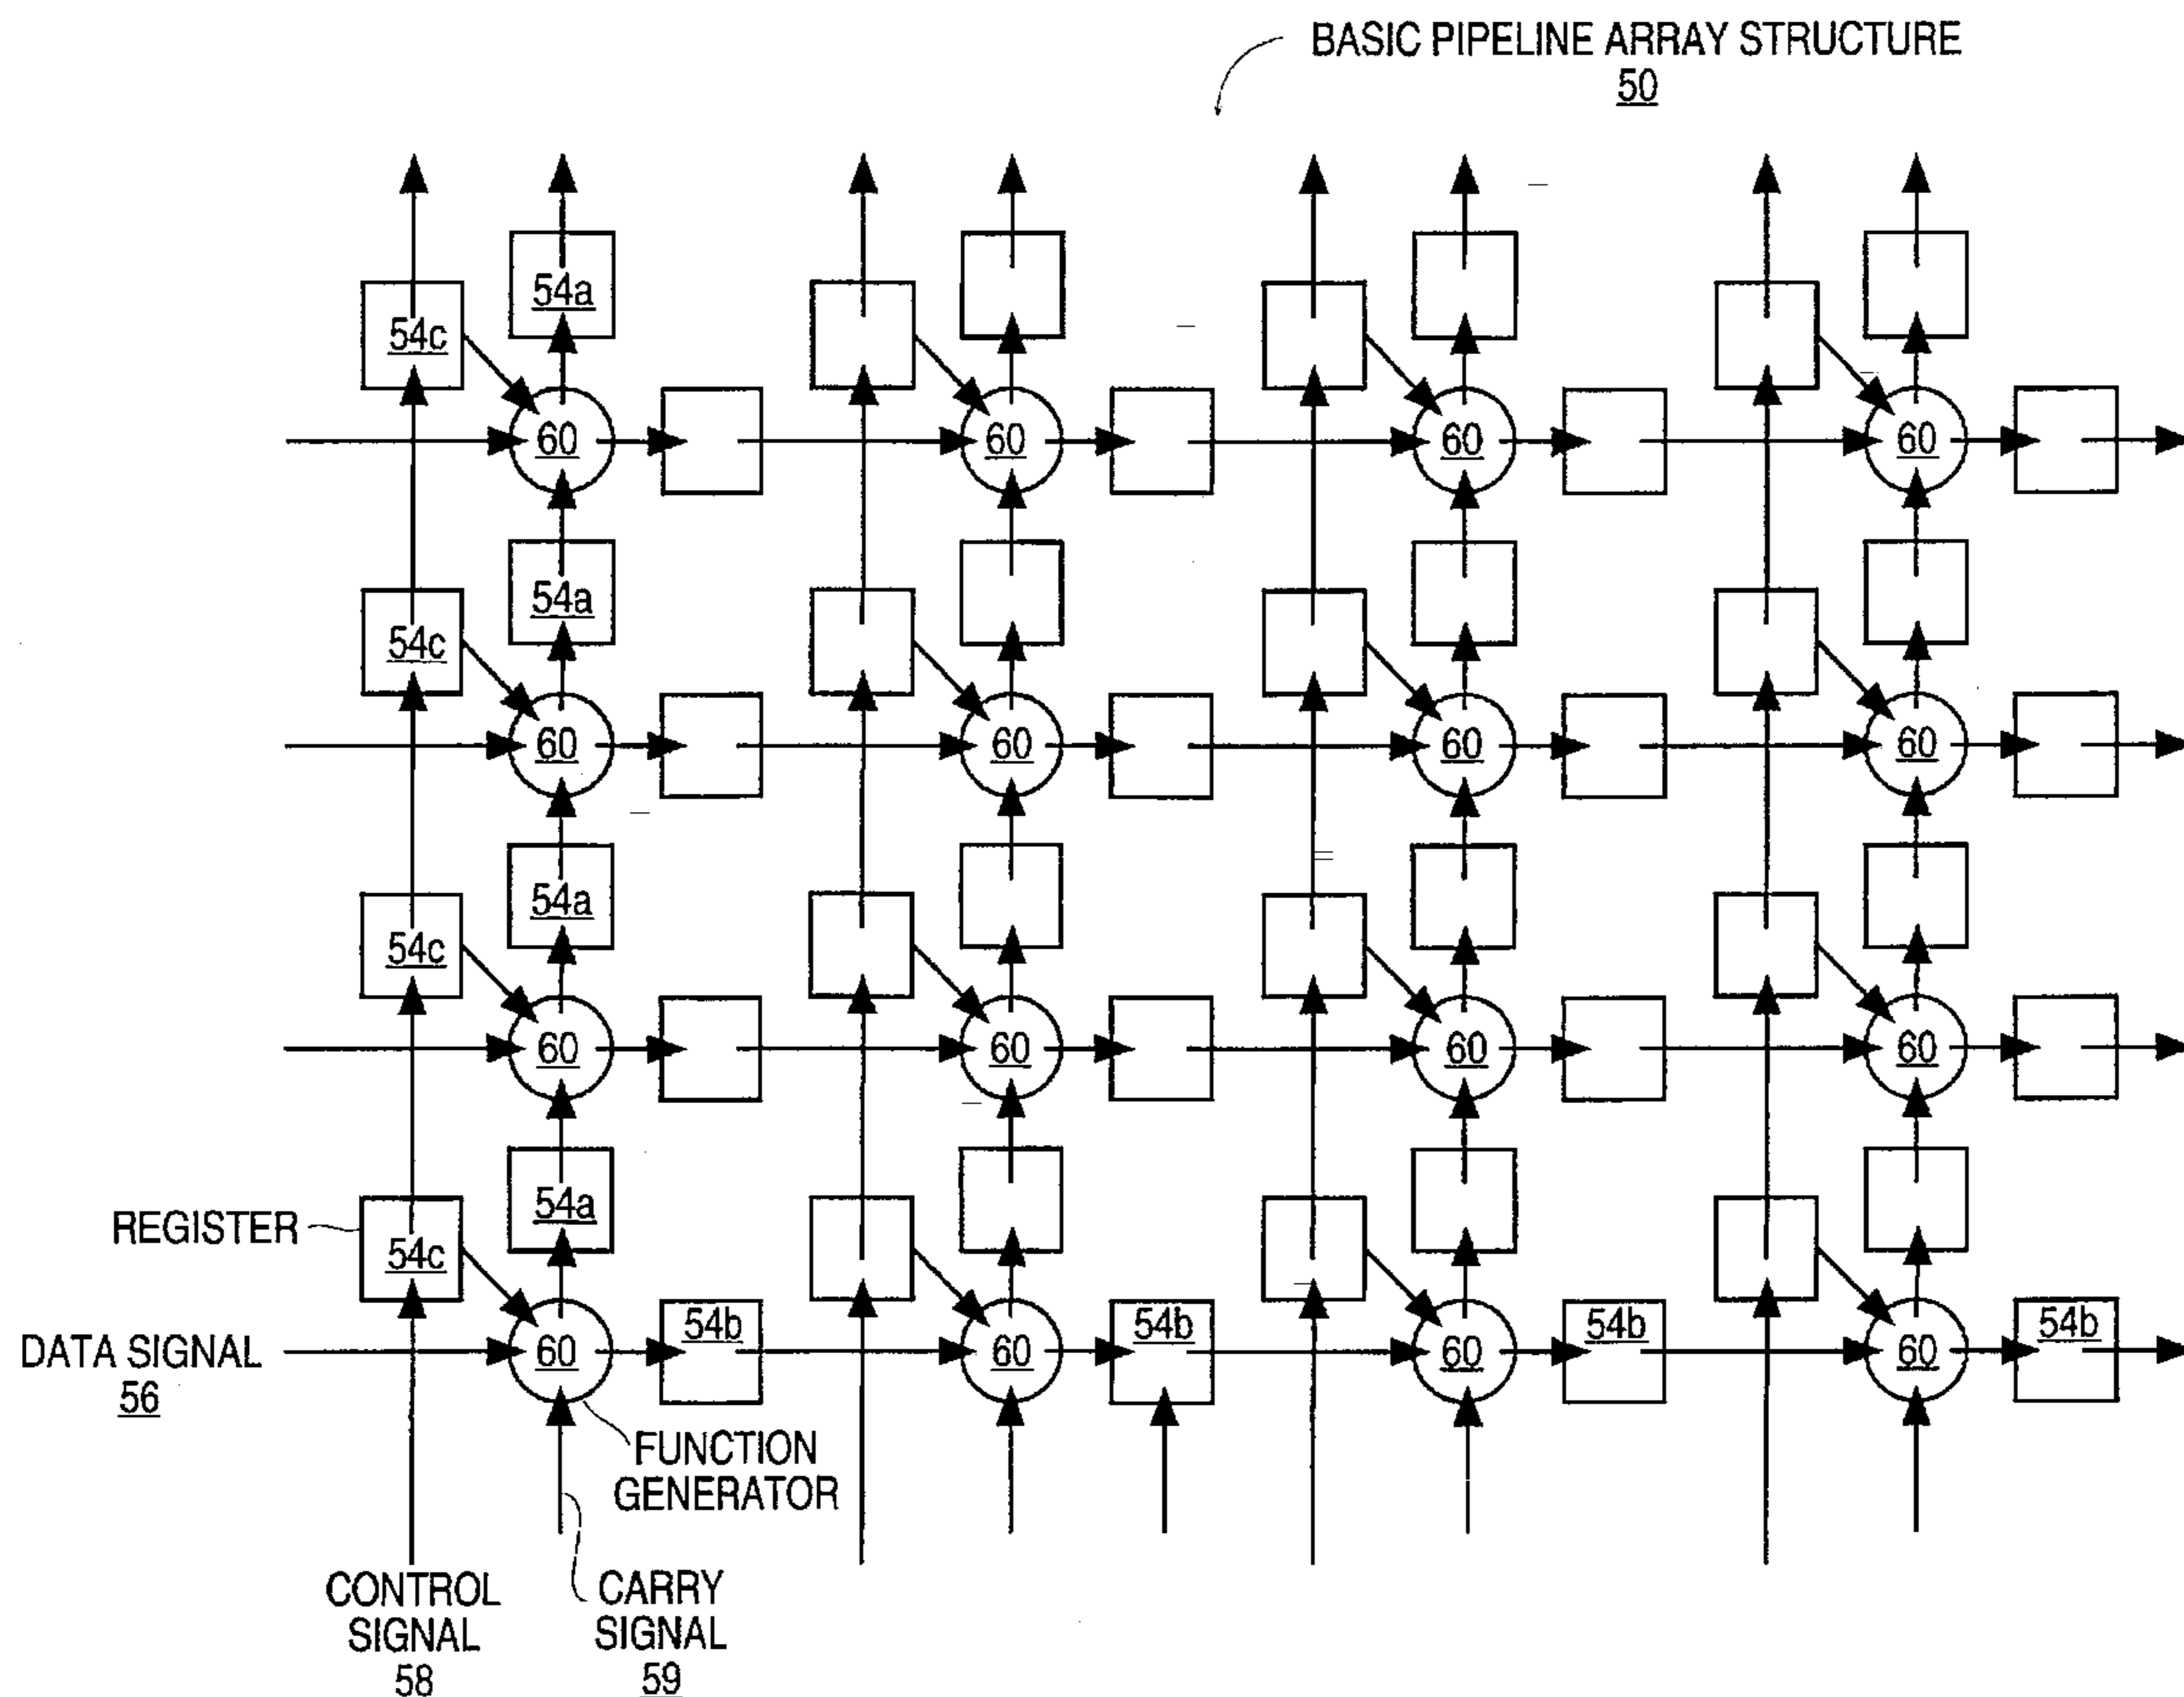 BASIC PIPELINE ARRAY STRUCTURE
50
54a
54c
60 60 60 60
54a
54c
60 60 60 60
54a
54c
60 60 60 60
54a
REGISTER
54c
54b 54b 54b 54b
DATA SIGNAL
56
60 60 60 60
FUNCTION
GENERATOR
CONTROL
SIGNAL
58
CARRY
SIGNAL
59